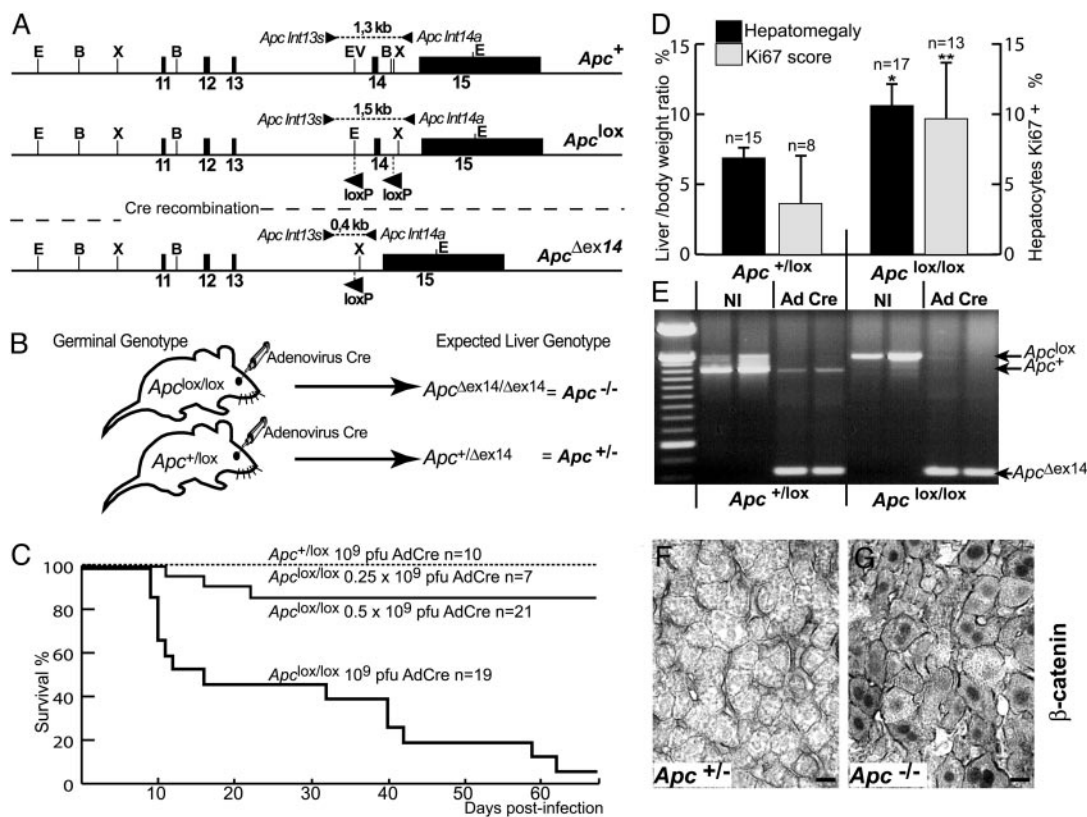 A
Apc Int13s 1,3 kb Apc Int14a
E B X B EV B X E Apc+
11 12 13 14 15
Apc Int13s 1,5 kb Apc Int14a
E B X B E X E Apclox
11 12 13 14 15
loxP loxP
Cre recombination
Apc Int13s 0,4 kb Apc Int14a
E B X B X E ApcΔex14
11 12 13 15
loxP
B
Germinal Genotype Expected Liver Genotype
Adenovirus Cre
Apclox/lox ApcΔex14/Δex14 = Apc -/-
Adenovirus Cre
Apc+/lox Apc+/Δex14 = Apc +/-
C
Survival %
100
80
60
40
20
0
Apc+/lox 10⁹ pfu AdCre n=10
Apclox/lox 0.25 x 10⁹ pfu AdCre n=7
Apclox/lox 0.5 x 10⁹ pfu AdCre n=21
Apclox/lox 10⁹ pfu AdCre n=19
10 20 30 40 50 60
Days post-infection
D
Hepatomegaly
Ki67 score
Liver /body weight ratio %
15
10
5
0
n=15 n=8 n=17 n=13
* **
15
10
5
0
Hepatocytes Ki67 + %
Apc +/lox Apc lox/lox
E
NI Ad Cre NI Ad Cre
Apclox
Apc+
ApcΔex14
Apc +/lox Apc lox/lox
F G
Apc +/- Apc -/-
β-catenin